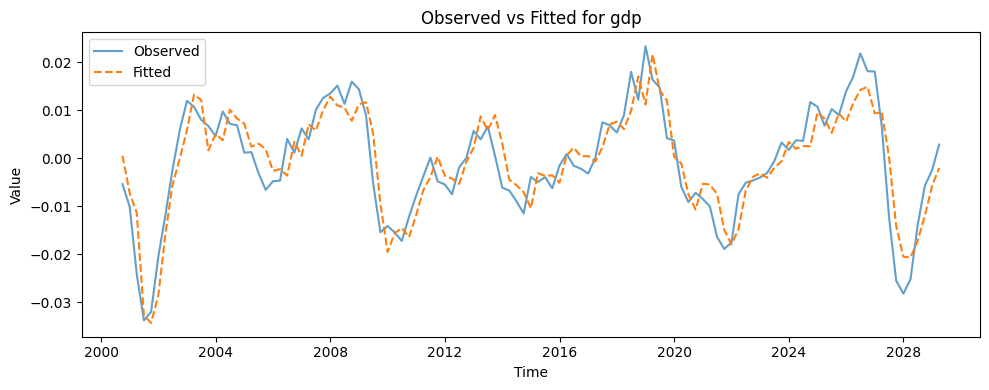 Observed vs Fitted for gdp
Observed
Fitted
0.02
0.01
0.00
−0.01
−0.02
−0.03
Value
2000 2004 2008 2012 2016 2020 2024 2028
Time